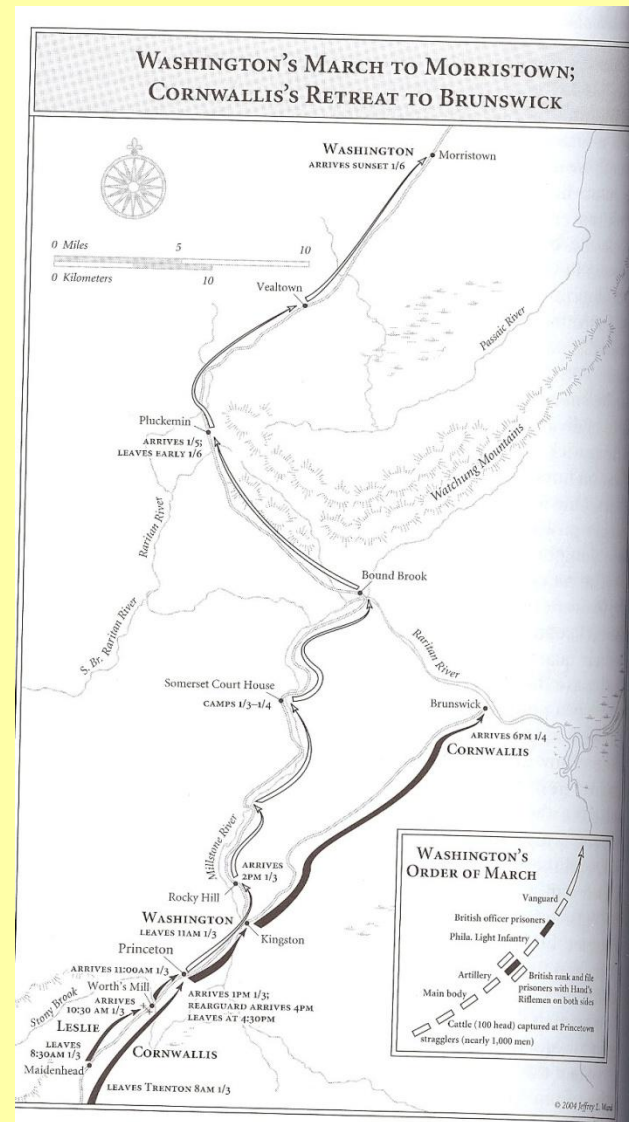 WASHINGTON'S MARCH TO MORRISTOWN;
CORNWALLIS'S RETREAT TO BRUNSWICK
WASHINGTON
ARRIVES SUNSET 1/6
Morristown
0 Miles 5 10
0 Kilometers 10
Vealtown
Passaic River
Pluckemin
ARRIVES 1/5;
LEAVES EARLY 1/6
Watchung Mountains
Raritan River
Bound Brook
S. Br. Raritan River
Raritan River
Somerset Court House
CAMPS 1/3–1/4
Brunswick
ARRIVES 6PM 1/4
CORNWALLIS
Millstone River
ARRIVES
2PM 1/3
Rocky Hill
WASHINGTON
LEAVES 11AM 1/3
Kingston
Princeton
ARRIVES 11:00AM 1/3
Worth's Mill
ARRIVES
10:30 AM 1/3
ARRIVES 1PM 1/3;
REARGUARD ARRIVES 4PM
LEAVES AT 4:30PM
Stony Brook
LESLIE
LEAVES
8:30AM 1/3
CORNWALLIS
Maidenhead
LEAVES TRENTON 8AM 1/3
WASHINGTON'S
ORDER OF MARCH
Vanguard
British officer prisoners
Phila. Light Infantry
Artillery
British rank and file
prisoners with Hand's
Riflemen on both sides
Main body
Cattle (100 head) captured at Princetown
stragglers (nearly 1,000 men)
© 2004 Jeffrey L.